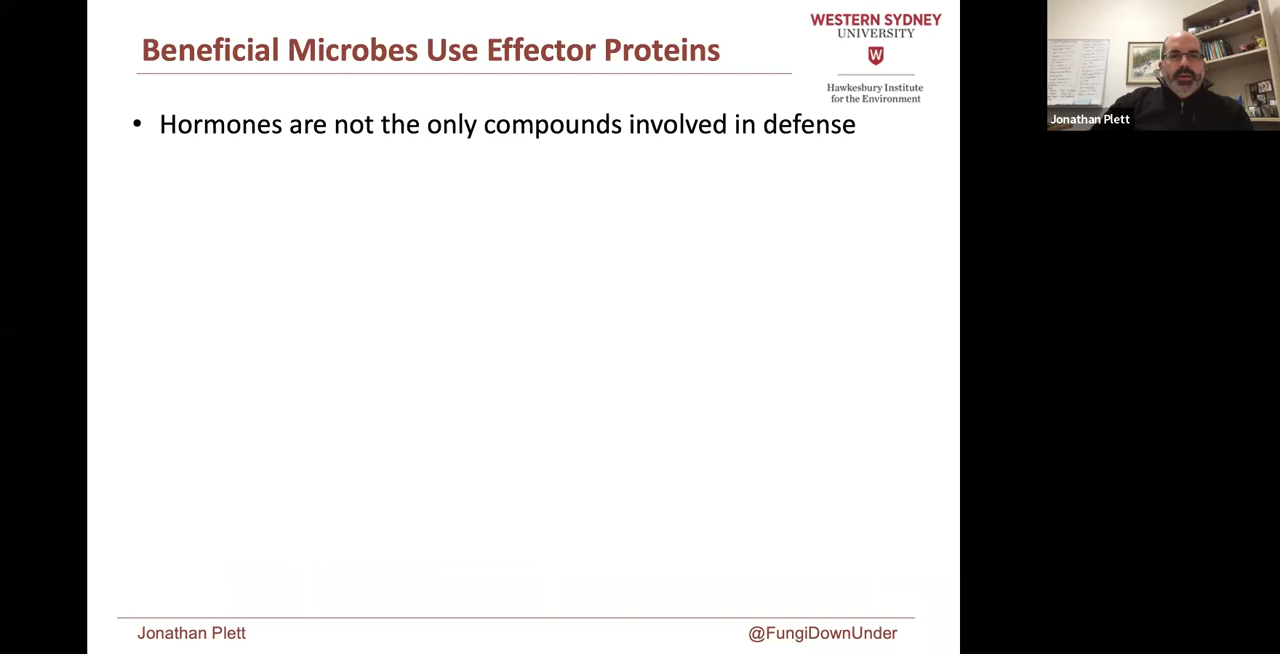 Beneficial Microbes Use Effector Proteins
WESTERN SYDNEY
UNIVERSITY
W
Hawkesbury Institute
for the Environment
• Hormones are not the only compounds involved in defense
Jonathan Plett
Jonathan Plett
@FungiDownUnder